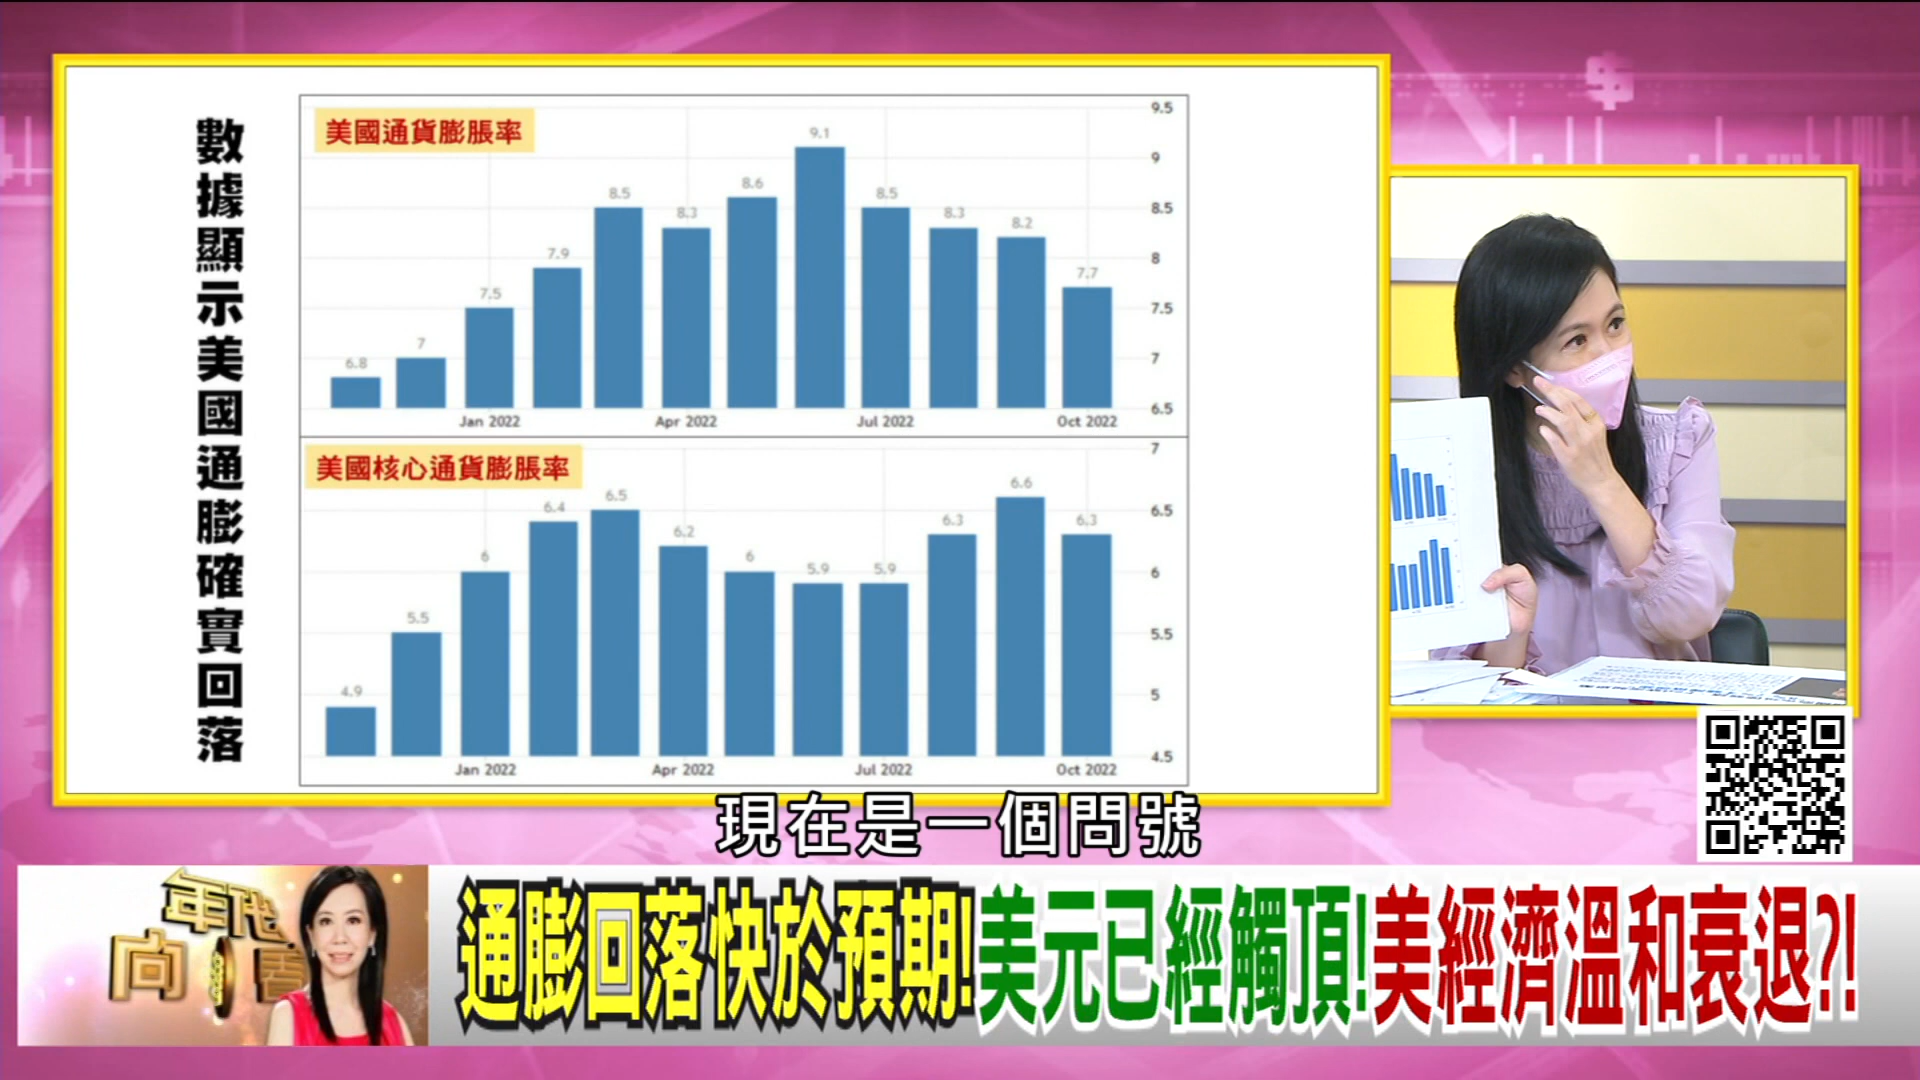 數據顯示美國通膨確實回落
美國通貨膨脹率
9.5
9
8.5
8
7.5
7
6.5
6.8
7
7.5
7.9
8.5
8.3
8.6
9.1
8.5
8.3
8.2
7.7
Jan 2022
Apr 2022
Jul 2022
Oct 2022
美國核心通貨膨脹率
7
6.5
6
5.5
5
4.5
4.9
5.5
6
6.4
6.5
6.2
6
5.9
5.9
6.3
6.6
6.3
Jan 2022
Apr 2022
Jul 2022
Oct 2022
現在是一個問號
年代
向錢看
通膨回落快於預期!美元已經觸頂!美經濟溫和衰退?!